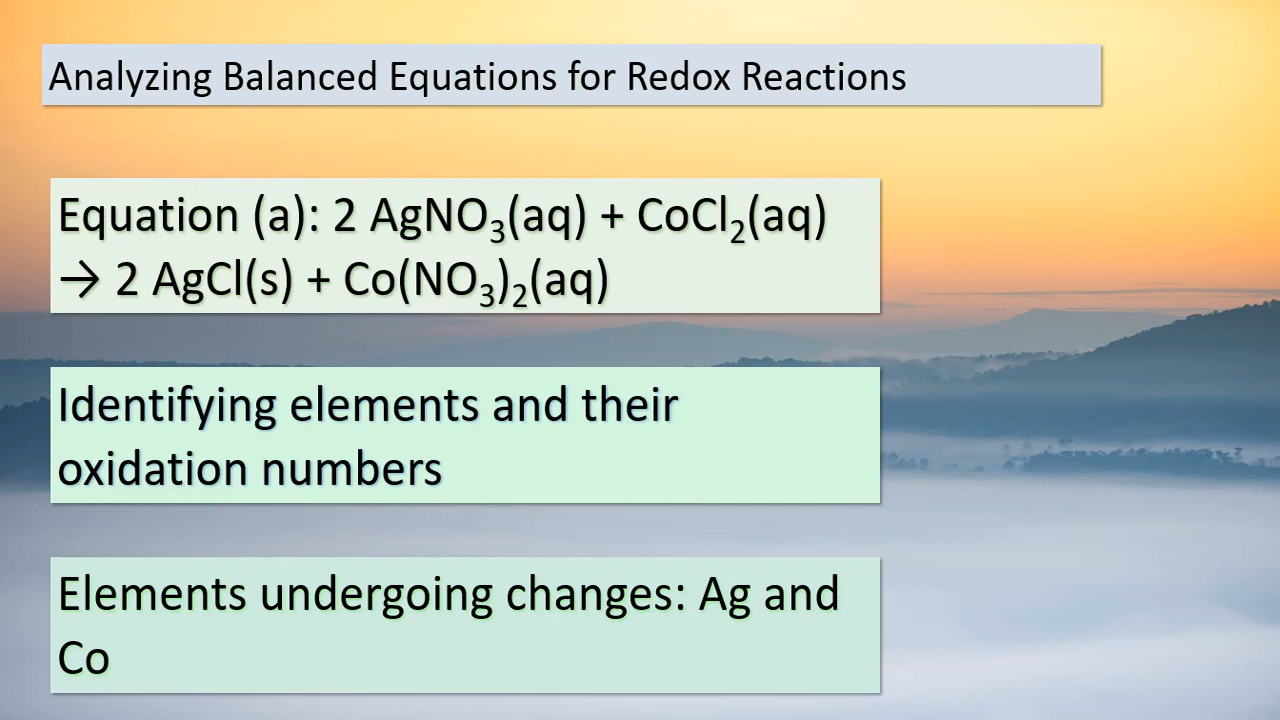 Analyzing Balanced Equations for Redox Reactions
Equation (a): 2 AgNO₃(aq) + CoCl₂(aq)
→ 2 AgCl(s) + Co(NO₃)₂(aq)
Identifying elements and their
oxidation numbers
Elements undergoing changes: Ag and
Co